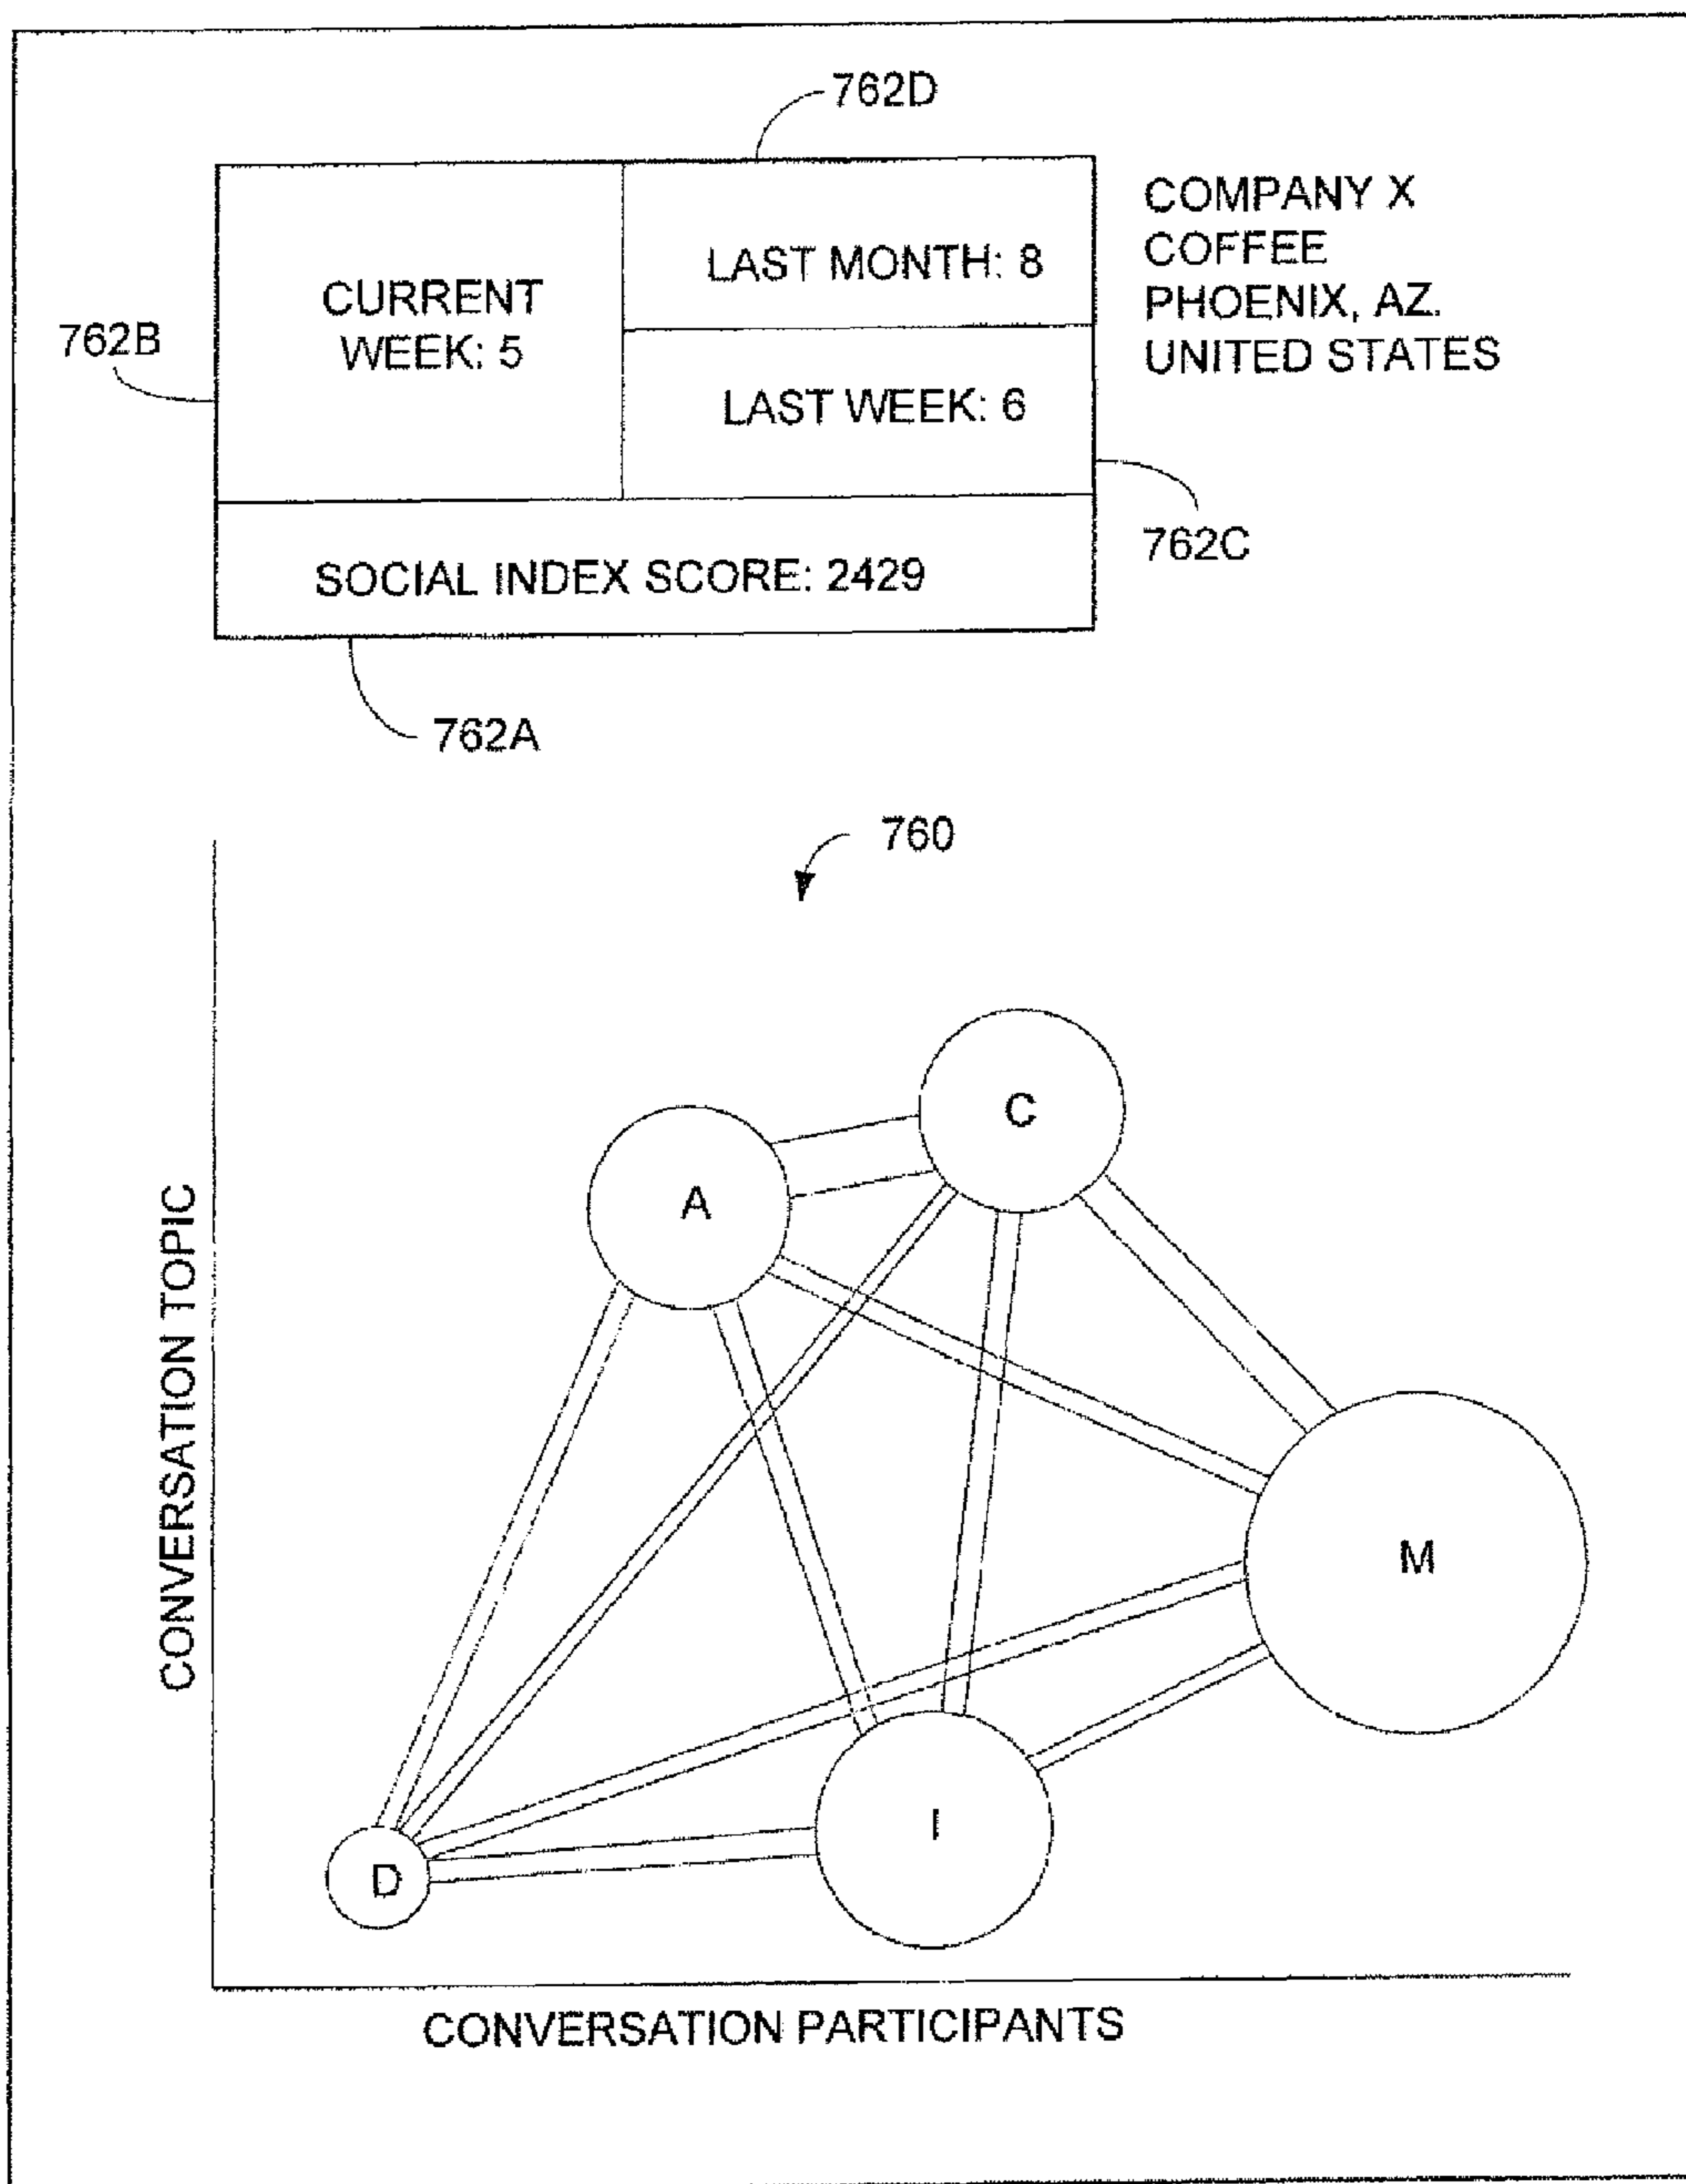 762D
COMPANY X
COFFEE
PHOENIX, AZ.
UNITED STATES
LAST MONTH: 8
CURRENT
WEEK: 5
762B
LAST WEEK: 6
762C
SOCIAL INDEX SCORE: 2429
762A
760
C
A
CONVERSATION TOPIC
M
I
D
CONVERSATION PARTICIPANTS